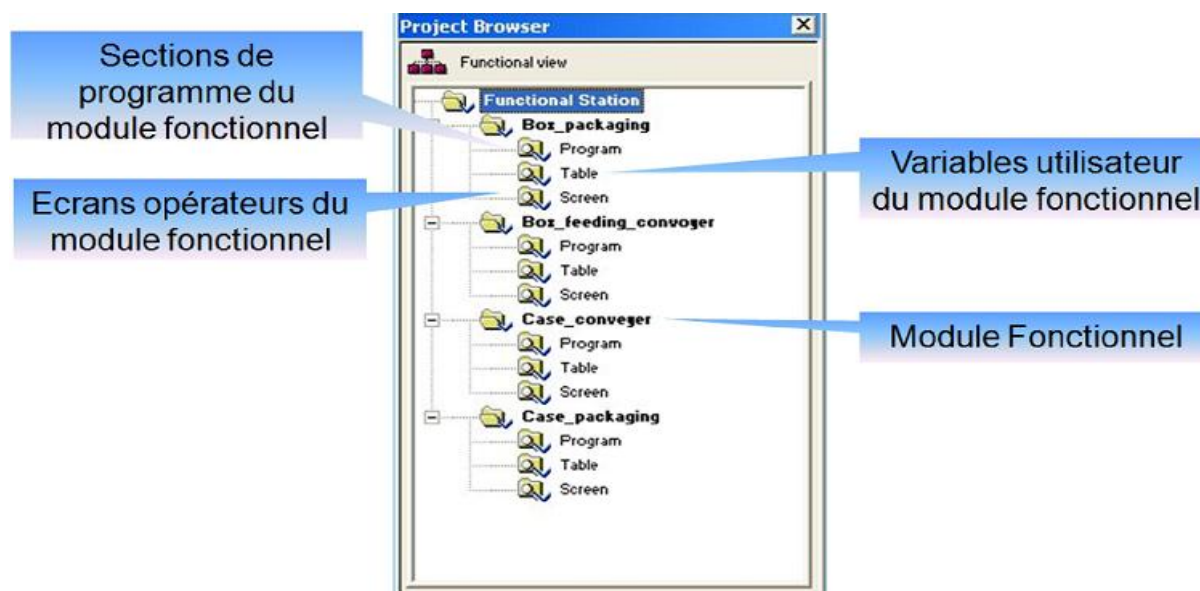 Project Browser
Functional view
Sections de
programme du
module fonctionnel
Ecrans opérateurs du
module fonctionnel
Functional Station
Box_packaging
Program
Table
Screen
Box_feeding_convoyer
Program
Table
Screen
Case_conveyer
Program
Table
Screen
Case_packaging
Program
Table
Screen
Variables utilisateur
du module fonctionnel
Module Fonctionnel